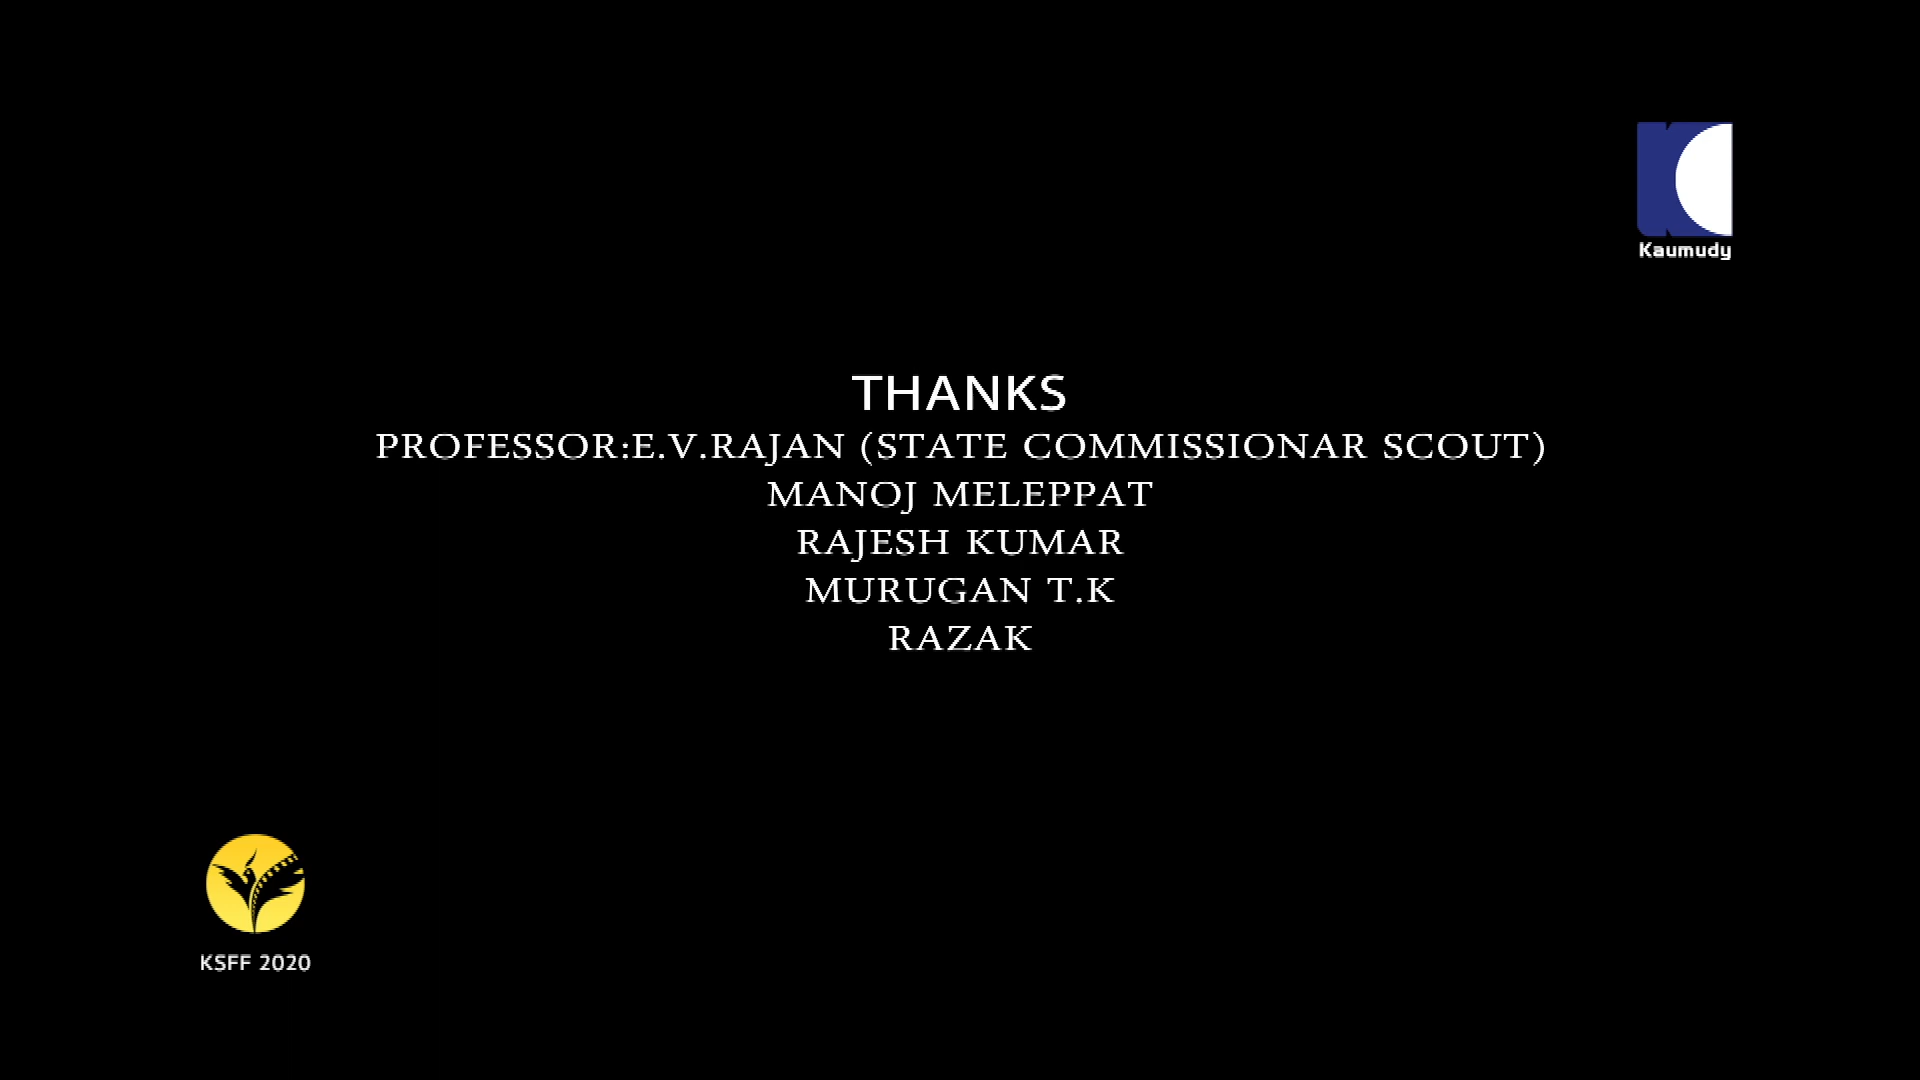 Kaumudy
THANKS
PROFESSOR:E.V.RAJAN (STATE COMMISSIONAR SCOUT)
MANOJ MELEPPAT
RAJESH KUMAR
MURUGAN T.K
RAZAK
KSFF 2020